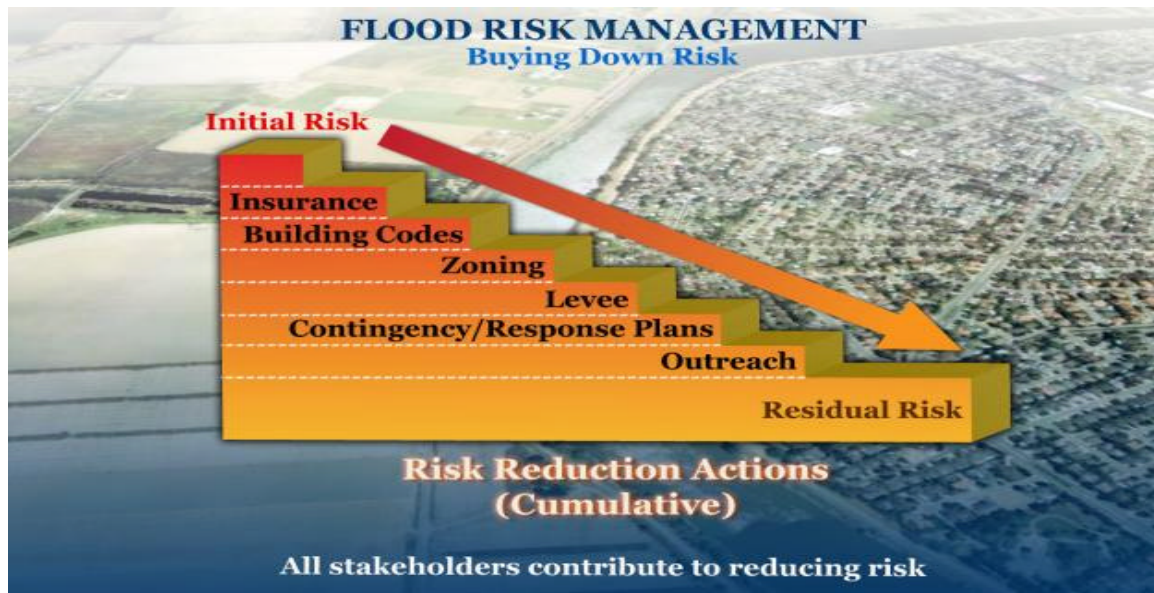 FLOOD RISK MANAGEMENT
Buying Down Risk
Initial Risk
Insurance
Building Codes
Zoning
Levee
Contingency/Response Plans
Outreach
Residual Risk
Risk Reduction Actions
(Cumulative)
All stakeholders contribute to reducing risk